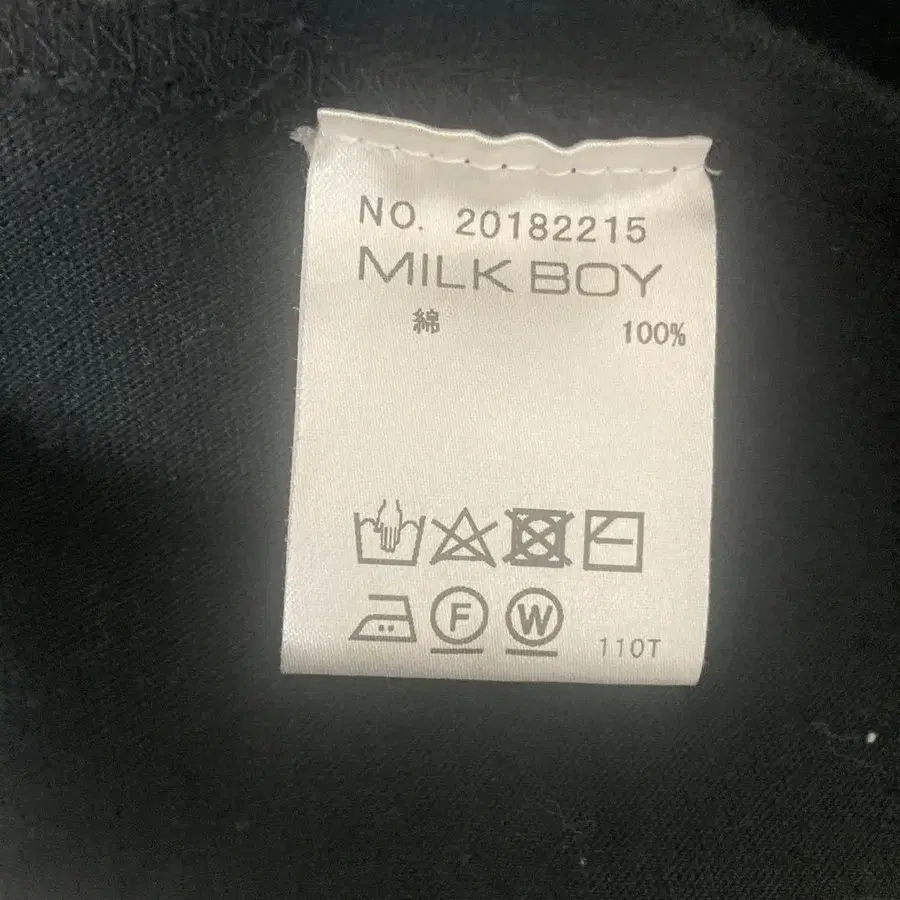 NO. 20182215
MILK BOY
綿 100%
F W 110T